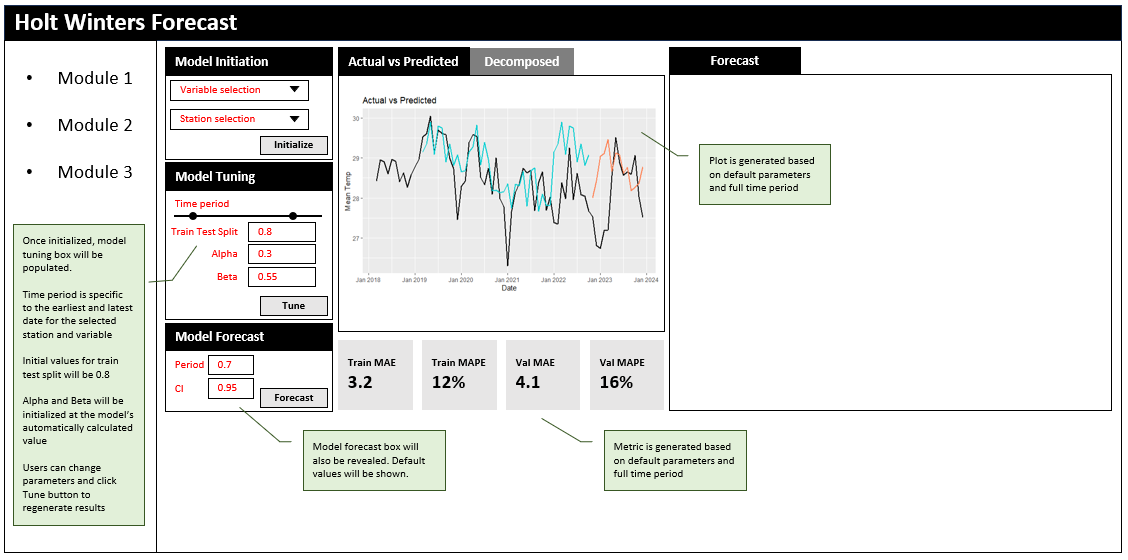 Holt Winters Forecast
• Module 1
• Module 2
• Module 3
Once initialized, model
tuning box will be
populated.
Time period is specific
to the earliest and latest
date for the selected
station and variable
Initial values for train
test split will be 0.8
Alpha and Beta will be
initialized at the model's
automatically calculated
value
Users can change
parameters and click
Tune button to
regenerate results
Model Initiation
Variable selection
Station selection
Initialize
Model Tuning
Time period
Train Test Split 0.8
Alpha 0.3
Beta 0.55
Tune
Model Forecast
Period 0.7
CI 0.95
Forecast
Actual vs Predicted Decomposed
Actual vs Predicted
30
29
28
27
Mean Temp
Jan 2018 Jan 2019 Jan 2020 Jan 2021 Jan 2022 Jan 2023 Jan 2024
Date
Train MAE
3.2
Train MAPE
12%
Val MAE
4.1
Val MAPE
16%
Model forecast box will
also be revealed. Default
values will be shown.
Metric is generated based
on default parameters and
full time period
Forecast
Plot is generated based
on default parameters
and full time period